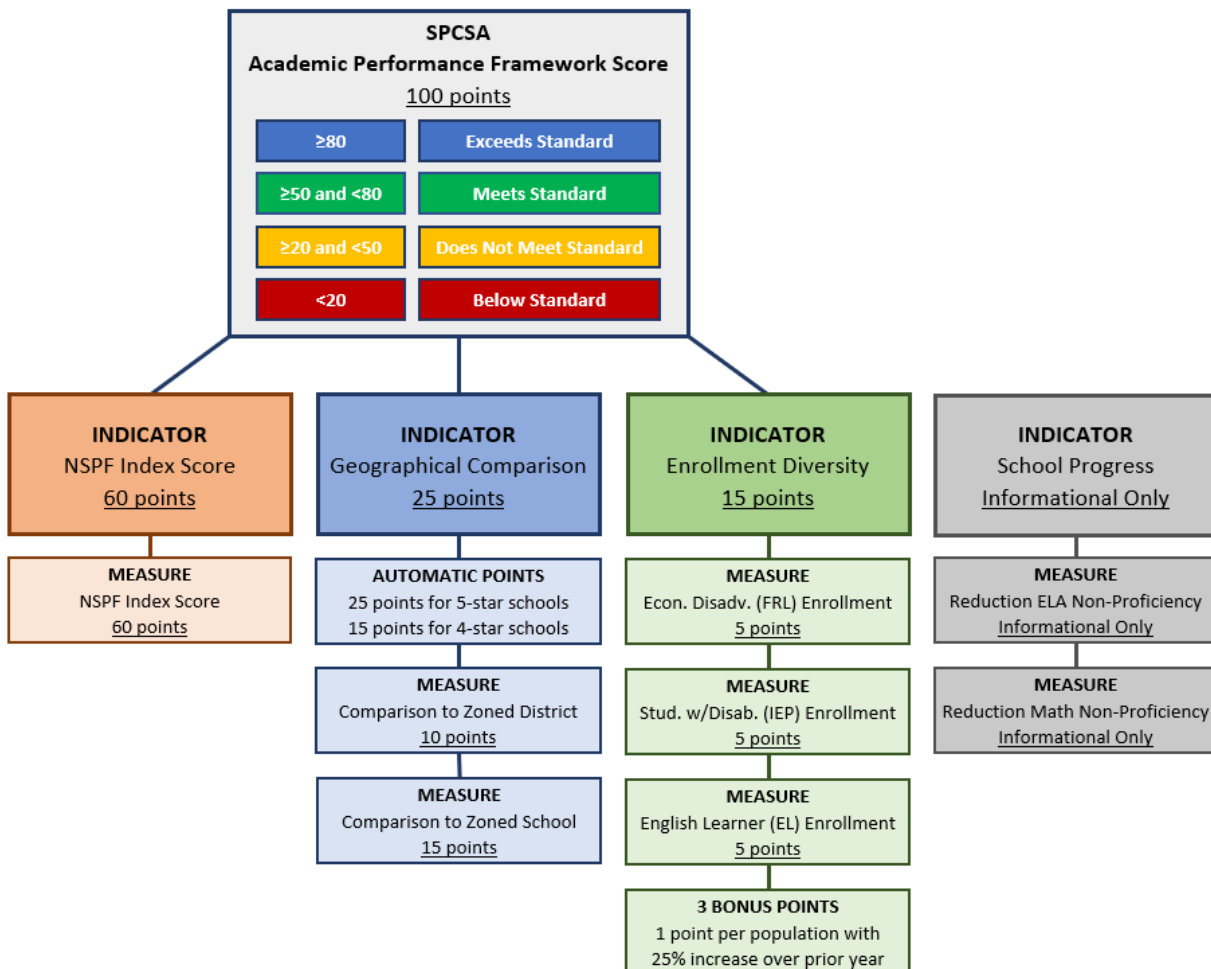 SPCSA
Academic Performance Framework Score
100 points
≥80
Exceeds Standard
≥50 and <80
Meets Standard
≥20 and <50
Does Not Meet Standard
<20
Below Standard
INDICATOR
NSPF Index Score
60 points
MEASURE
NSPF Index Score
60 points
INDICATOR
Geographical Comparison
25 points
AUTOMATIC POINTS
25 points for 5-star schools
15 points for 4-star schools
MEASURE
Comparison to Zoned District
10 points
MEASURE
Comparison to Zoned School
15 points
INDICATOR
Enrollment Diversity
15 points
MEASURE
Econ. Disadv. (FRL) Enrollment
5 points
MEASURE
Stud. w/Disab. (IEP) Enrollment
5 points
MEASURE
English Learner (EL) Enrollment
5 points
3 BONUS POINTS
1 point per population with
25% increase over prior year
INDICATOR
School Progress
Informational Only
MEASURE
Reduction ELA Non-Proficiency
Informational Only
MEASURE
Reduction Math Non-Proficiency
Informational Only